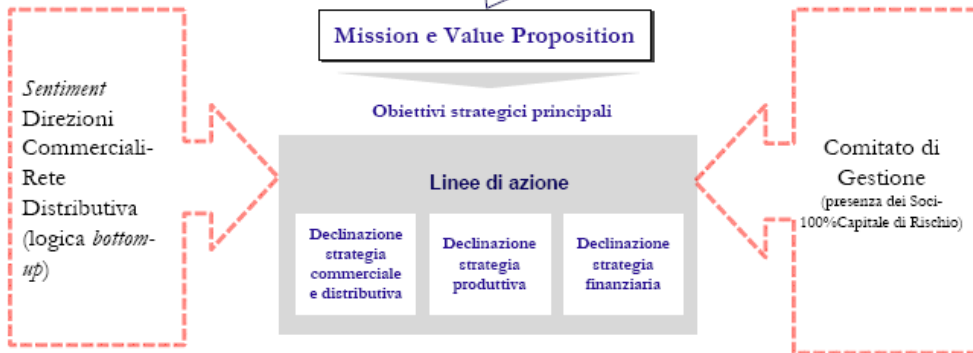 Mission e Value Proposition
Obiettivi strategici principali
Sentiment
Direzioni
Commerciali-
Rete
Distributiva
(logica bottom-
up)
Linee di azione
Declinazione
strategia
commerciale
e distributiva
Declinazione
strategia
produttiva
Declinazione
strategia
finanziaria
Comitato di
Gestione
(presenza dei Soci-
100%Capitale di Rischio)